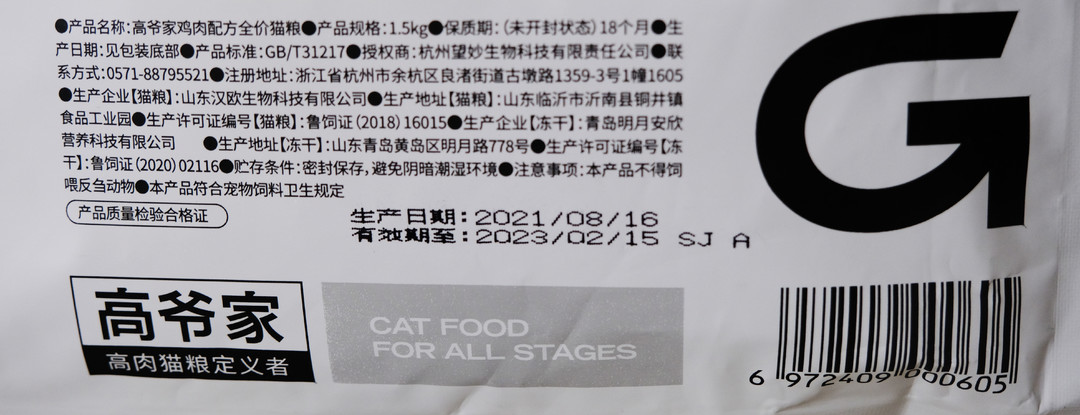 ●产品名称:高爷家鸡肉配方全价猫粮●产品规格:1.5kg●保质期:(未开封状态)18个月●生
产日期:见包装底部●产品标准:GB/T31217●授权商:杭州望妙生物科技有限责任公司●联
系方式:0571-88795521●注册地址:浙江省杭州市余杭区良渚街道古墩路1359-3号1幢1605
●生产企业【猫粮】:山东汉欧生物科技有限公司●生产地址【猫粮】:山东临沂市沂南县铜井镇
食品工业园●生产许可证编号【猫粮】:鲁饲证(2018)16015●生产企业【冻干】:青岛明月安欣
营养科技有限公司 ●生产地址【冻干】:山东青岛黄岛区明月路778号●生产许可证编号【冻
干】:鲁饲证(2020)02116●贮存条件:密封保存,避免阴暗潮湿环境●注意事项:本产品不得饲
喂反刍动物●本产品符合宠物饲料卫生规定
产品质量检验合格证
生产日期:2021/08/16
有效期至:2023/02/15 SJ A
G
高爷家
高肉猫粮定义者
CAT FOOD
FOR ALL STAGES
6 972409 000605